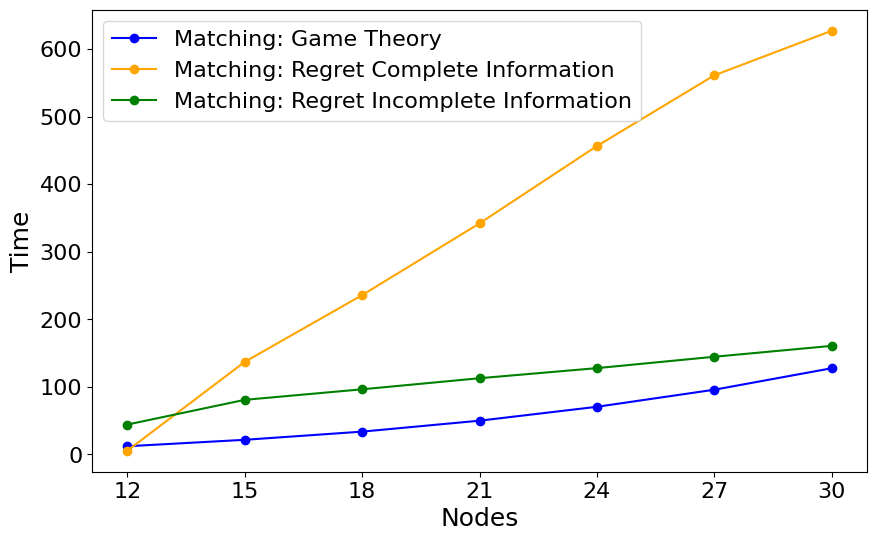 Matching: Game Theory
Matching: Regret Complete Information
Matching: Regret Incomplete Information
600
500
400
300
200
100
0
Time
12 15 18 21 24 27 30
Nodes